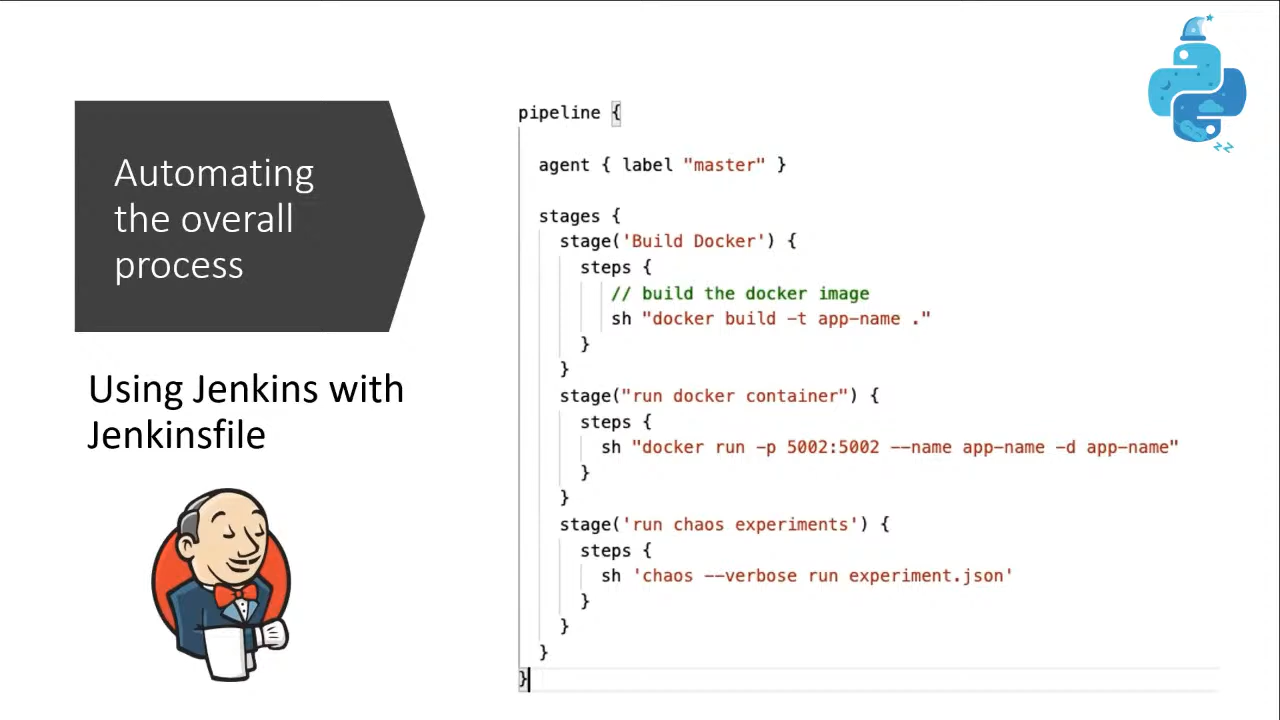 Automating
the overall
process
Using Jenkins with
Jenkinsfile
pipeline {
agent { label "master" }
stages {
stage('Build Docker') {
steps {
// build the docker image
sh "docker build -t app-name ."
}
}
stage("run docker container") {
steps {
sh "docker run -p 5002:5002 --name app-name -d app-name"
}
}
stage('run chaos experiments') {
steps {
sh 'chaos --verbose run experiment.json'
}
}
}
}
z z